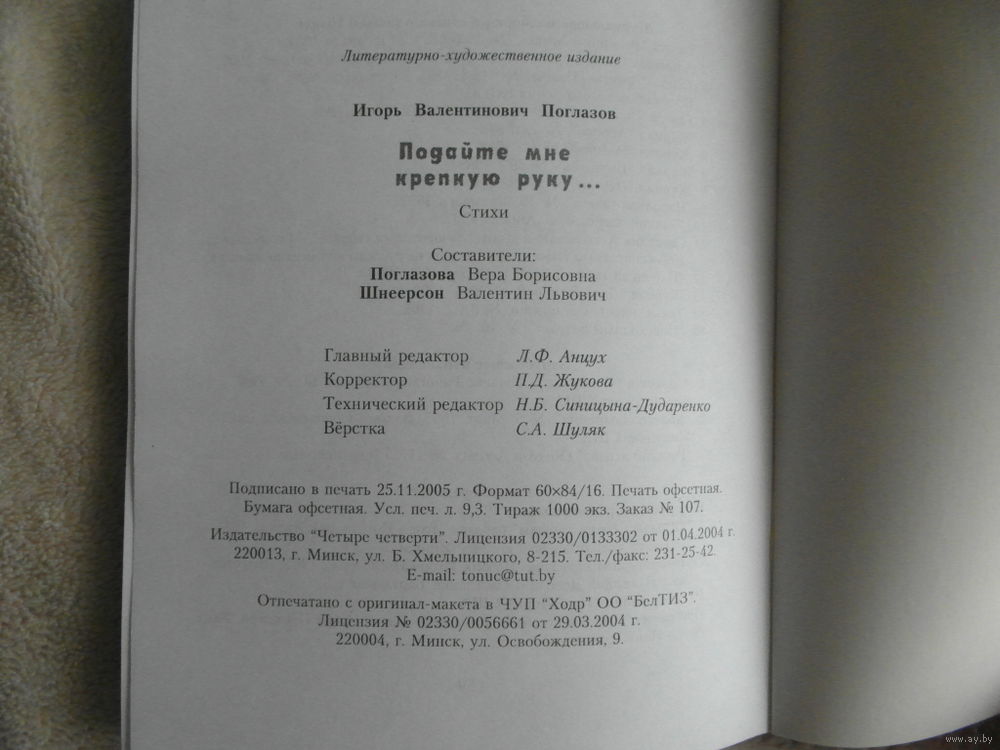 Литературно-художественное издание
Игорь Валентинович Поглазов
Подайте мне
крепкую руку...
Стихи
Составители:
Поглазова Вера Борисовна
Шнеерсон Валентин Львович
Главный редактор Л.Ф. Анцух
Корректор П.Д. Жукова
Технический редактор Н.Б. Синицына-Дударенко
Вёрстка С.А. Шуляк
Подписано в печать 25.11.2005 г. Формат 60×84/16. Печать офсетная.
Бумага офсетная. Усл. печ. л. 9,3. Тираж 1000 экз. Заказ № 107.
Издательство "Четыре четверти". Лицензия 02330/0133302 от 01.04.2004 г.
220013, г. Минск, ул. Б. Хмельницкого, 8-215. Тел./факс: 231-25-42.
E-mail: tonuc@tut.by
Отпечатано с оригинал-макета в ЧУП "Ходр" ОО "БелТИЗ".
Лицензия № 02330/0056661 от 29.03.2004 г.
220004, г. Минск, ул. Освобождения, 9.
www.ay.by